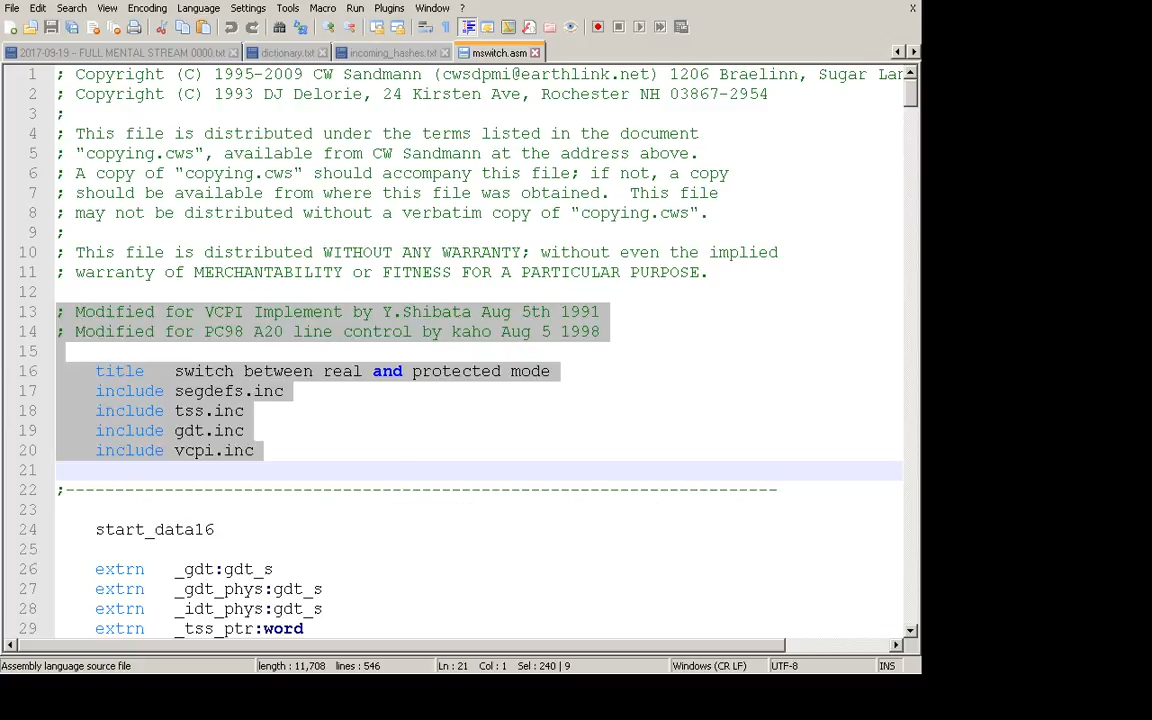 File Edit Search View Encoding Language Settings Tools Macro Run Plugins Window ? X
2017-09-19 -- FULL MENTAL STREAM 0000.txt dictionary.txt incoming_hashes.txt mswitch.asm
1 ; Copyright (C) 1995-2009 CW Sandmann (cwsdpmi@earthlink.net) 1206 Braelinn, Sugar Lan
2 ; Copyright (C) 1993 DJ Delorie, 24 Kirsten Ave, Rochester NH 03867-2954
3 ;
4 ; This file is distributed under the terms listed in the document
5 ; "copying.cws", available from CW Sandmann at the address above.
6 ; A copy of "copying.cws" should accompany this file; if not, a copy
7 ; should be available from where this file was obtained.  This file
8 ; may not be distributed without a verbatim copy of "copying.cws".
9 ;
10 ; This file is distributed WITHOUT ANY WARRANTY; without even the implied
11 ; warranty of MERCHANTABILITY or FITNESS FOR A PARTICULAR PURPOSE.
12
13 ; Modified for VCPI Implement by Y.Shibata Aug 5th 1991
14 ; Modified for PC98 A20 line control by kaho Aug 5 1998
15
16 title switch between real and protected mode
17 include segdefs.inc
18 include tss.inc
19 include gdt.inc
20 include vcpi.inc
21
22 ;------------------------------------------------------------------------
23
24 start_data16
25
26 extrn _gdt:gdt_s
27 extrn _gdt_phys:gdt_s
28 extrn _idt_phys:gdt_s
29 extrn _tss_ptr:word
Assembly language source file length : 11,708 lines : 546 Ln : 21 Col : 1 Sel : 240 | 9 Windows (CR LF) UTF-8 INS